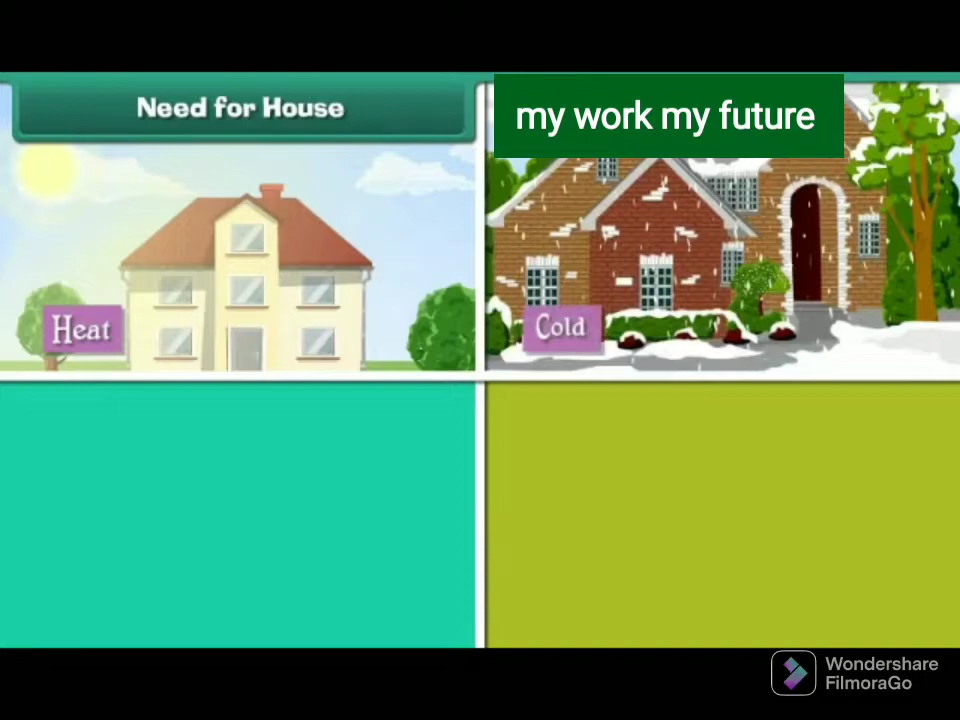 Need for House
my work my future
Heat
Cold
Wondershare
FilmoraGo